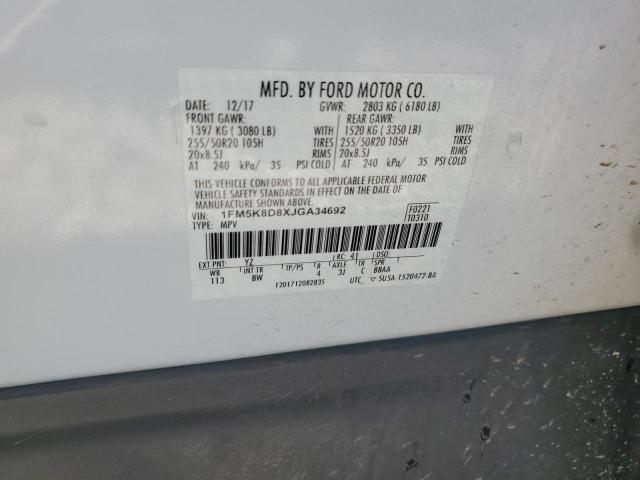 MFD. BY FORD MOTOR CO.
DATE: 12/17 GVWR: 2803 KG ( 6180 LB)
FRONT GAWR: REAR GAWR:
1397 KG ( 3080 LB) WITH 1520 KG ( 3350 LB) WITH
255/50R20 105H TIRES 255/50R20 105H TIRES
20x8.5J RIMS 20x8.5J RIMS
AT 240 kPa/ 35 PSI COLD AT 240 kPa/ 35 PSI COLD
THIS VEHICLE CONFORMS TO ALL APPLICABLE FEDERAL MOTOR
VEHICLE SAFETY STANDARDS IN EFFECT ON THE DATE OF
MANUFACTURE SHOWN ABOVE.
VIN: 1FM5K8D8XJGA34692 F0221
TYPE: MPV T0310
EXT PNT: YZ RC: 41 DSO:
WB INT TR TP/PS R AXLE TR SPR
113 BW 4 3J C BBAA
1201712082835 UTC ▽ 5U5A-1520472-BA